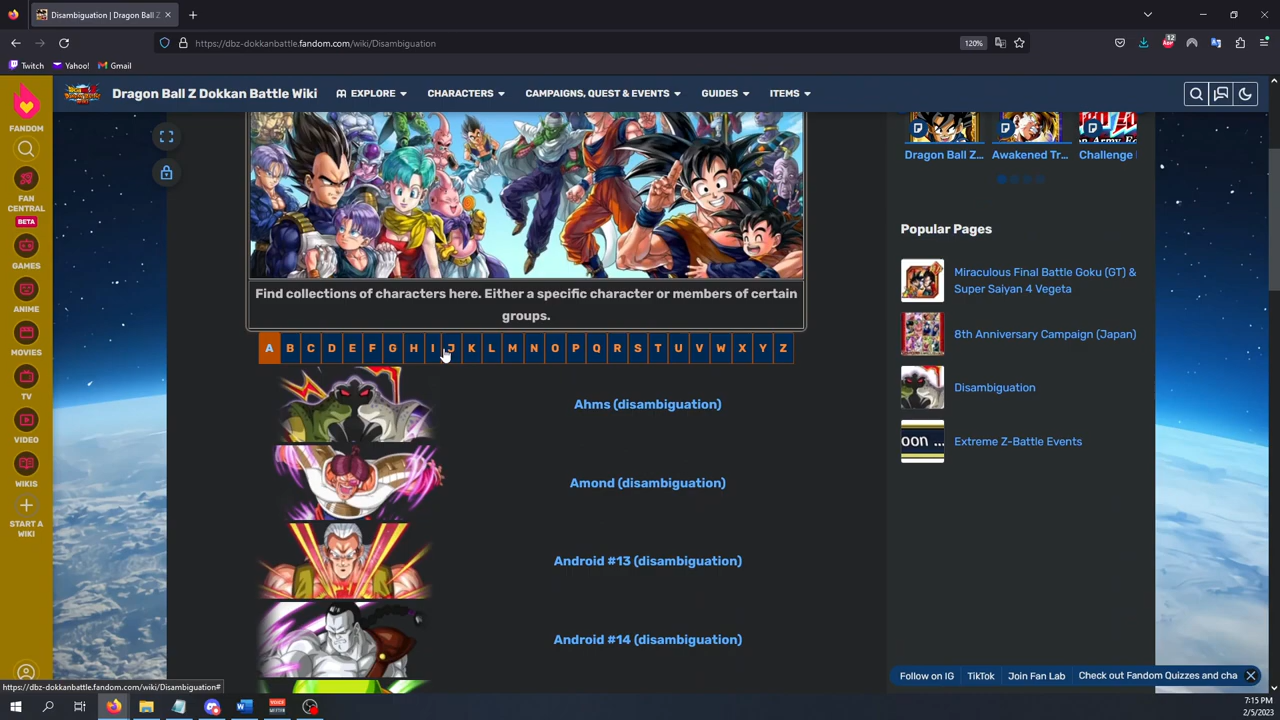 Disambiguation | Dragon Ball Z
https://dbz-dokkanbattle.fandom.com/wiki/Disambiguation
120%
12
Twitch
Yahoo!
Gmail
FANDOM
FAN
CENTRAL
BETA
GAMES
ANIME
MOVIES
TV
VIDEO
WIKIS
START A
WIKI
Dragon Ball Z Dokkan Battle Wiki
EXPLORE
CHARACTERS
CAMPAIGNS, QUEST & EVENTS
GUIDES
ITEMS
Dragon Ball Z...
Awakened Tr...
Challenge
Find collections of characters here. Either a specific character or members of certain
groups.
A B C D E F G H I J K L M N O P Q R S T U V W X Y Z
Ahms (disambiguation)
Amond (disambiguation)
Android #13 (disambiguation)
Android #14 (disambiguation)
Popular Pages
Miraculous Final Battle Goku (GT) &
Super Saiyan 4 Vegeta
8th Anniversary Campaign (Japan)
Disambiguation
oon ...
Extreme Z-Battle Events
Follow on IG
TikTok
Join Fan Lab
Check out Fandom Quizzes and cha
https://dbz-dokkanbattle.fandom.com/wiki/Disambiguation#
7:15 PM
2/5/2023